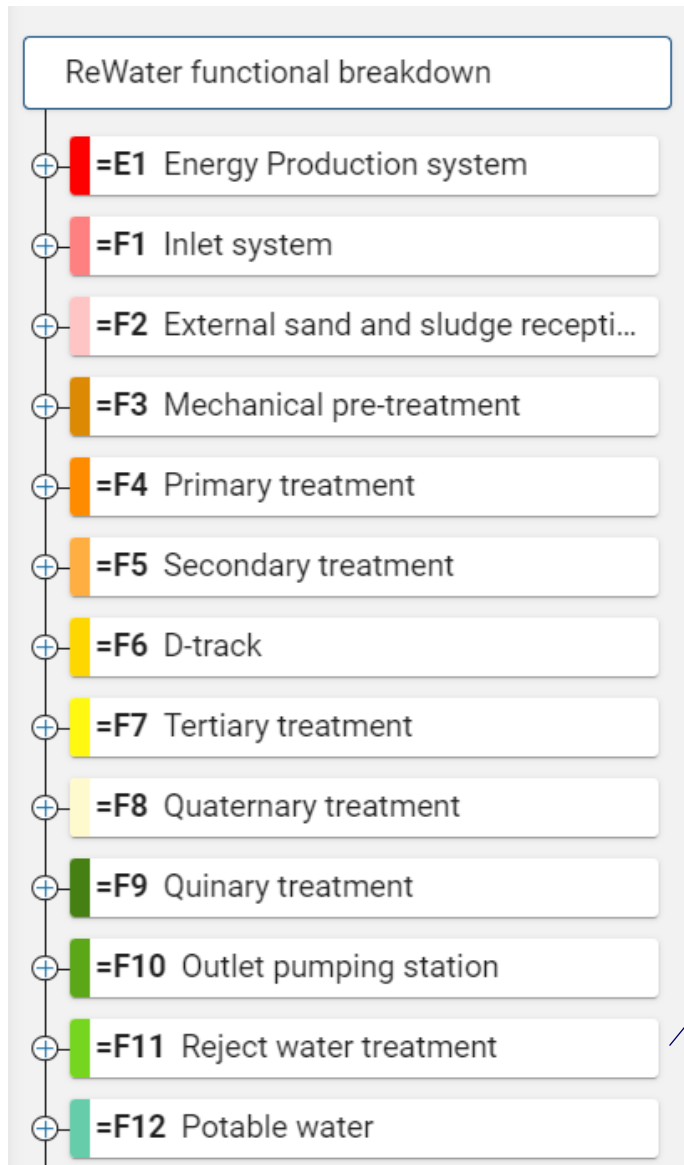 ReWater functional breakdown
=E1 Energy Production system
=F1 Inlet system
=F2 External sand and sludge recepti...
=F3 Mechanical pre-treatment
=F4 Primary treatment
=F5 Secondary treatment
=F6 D-track
=F7 Tertiary treatment
=F8 Quaternary treatment
=F9 Quinary treatment
=F10 Outlet pumping station
=F11 Reject water treatment
=F12 Potable water